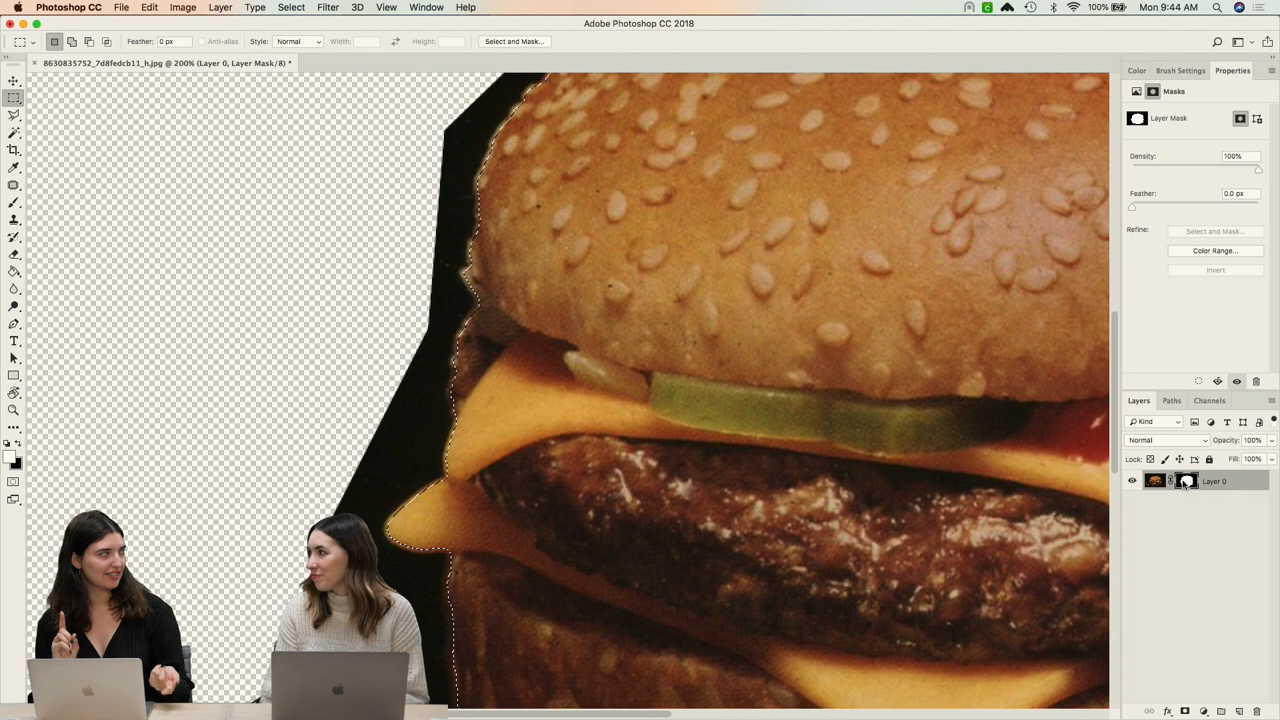 Photoshop CC File Edit Image Layer Type Select Filter 3D View Window Help 100% Mon 9:44 AM
Adobe Photoshop CC 2018
Feather: 0 px Anti-alias Style: Normal Width: Height: Select and Mask...
8630835752_7d8fedcb11_h.jpg @ 200% (Layer 0, Layer Mask/8) *
Color Brush Settings Properties
Masks
Layer Mask
Density: 100%
Feather: 0.0 px
Refine: Select and Mask...
Color Range...
Invert
Layers Paths Channels
Kind
Normal Opacity: 100%
Lock: Fill: 100%
Layer 0